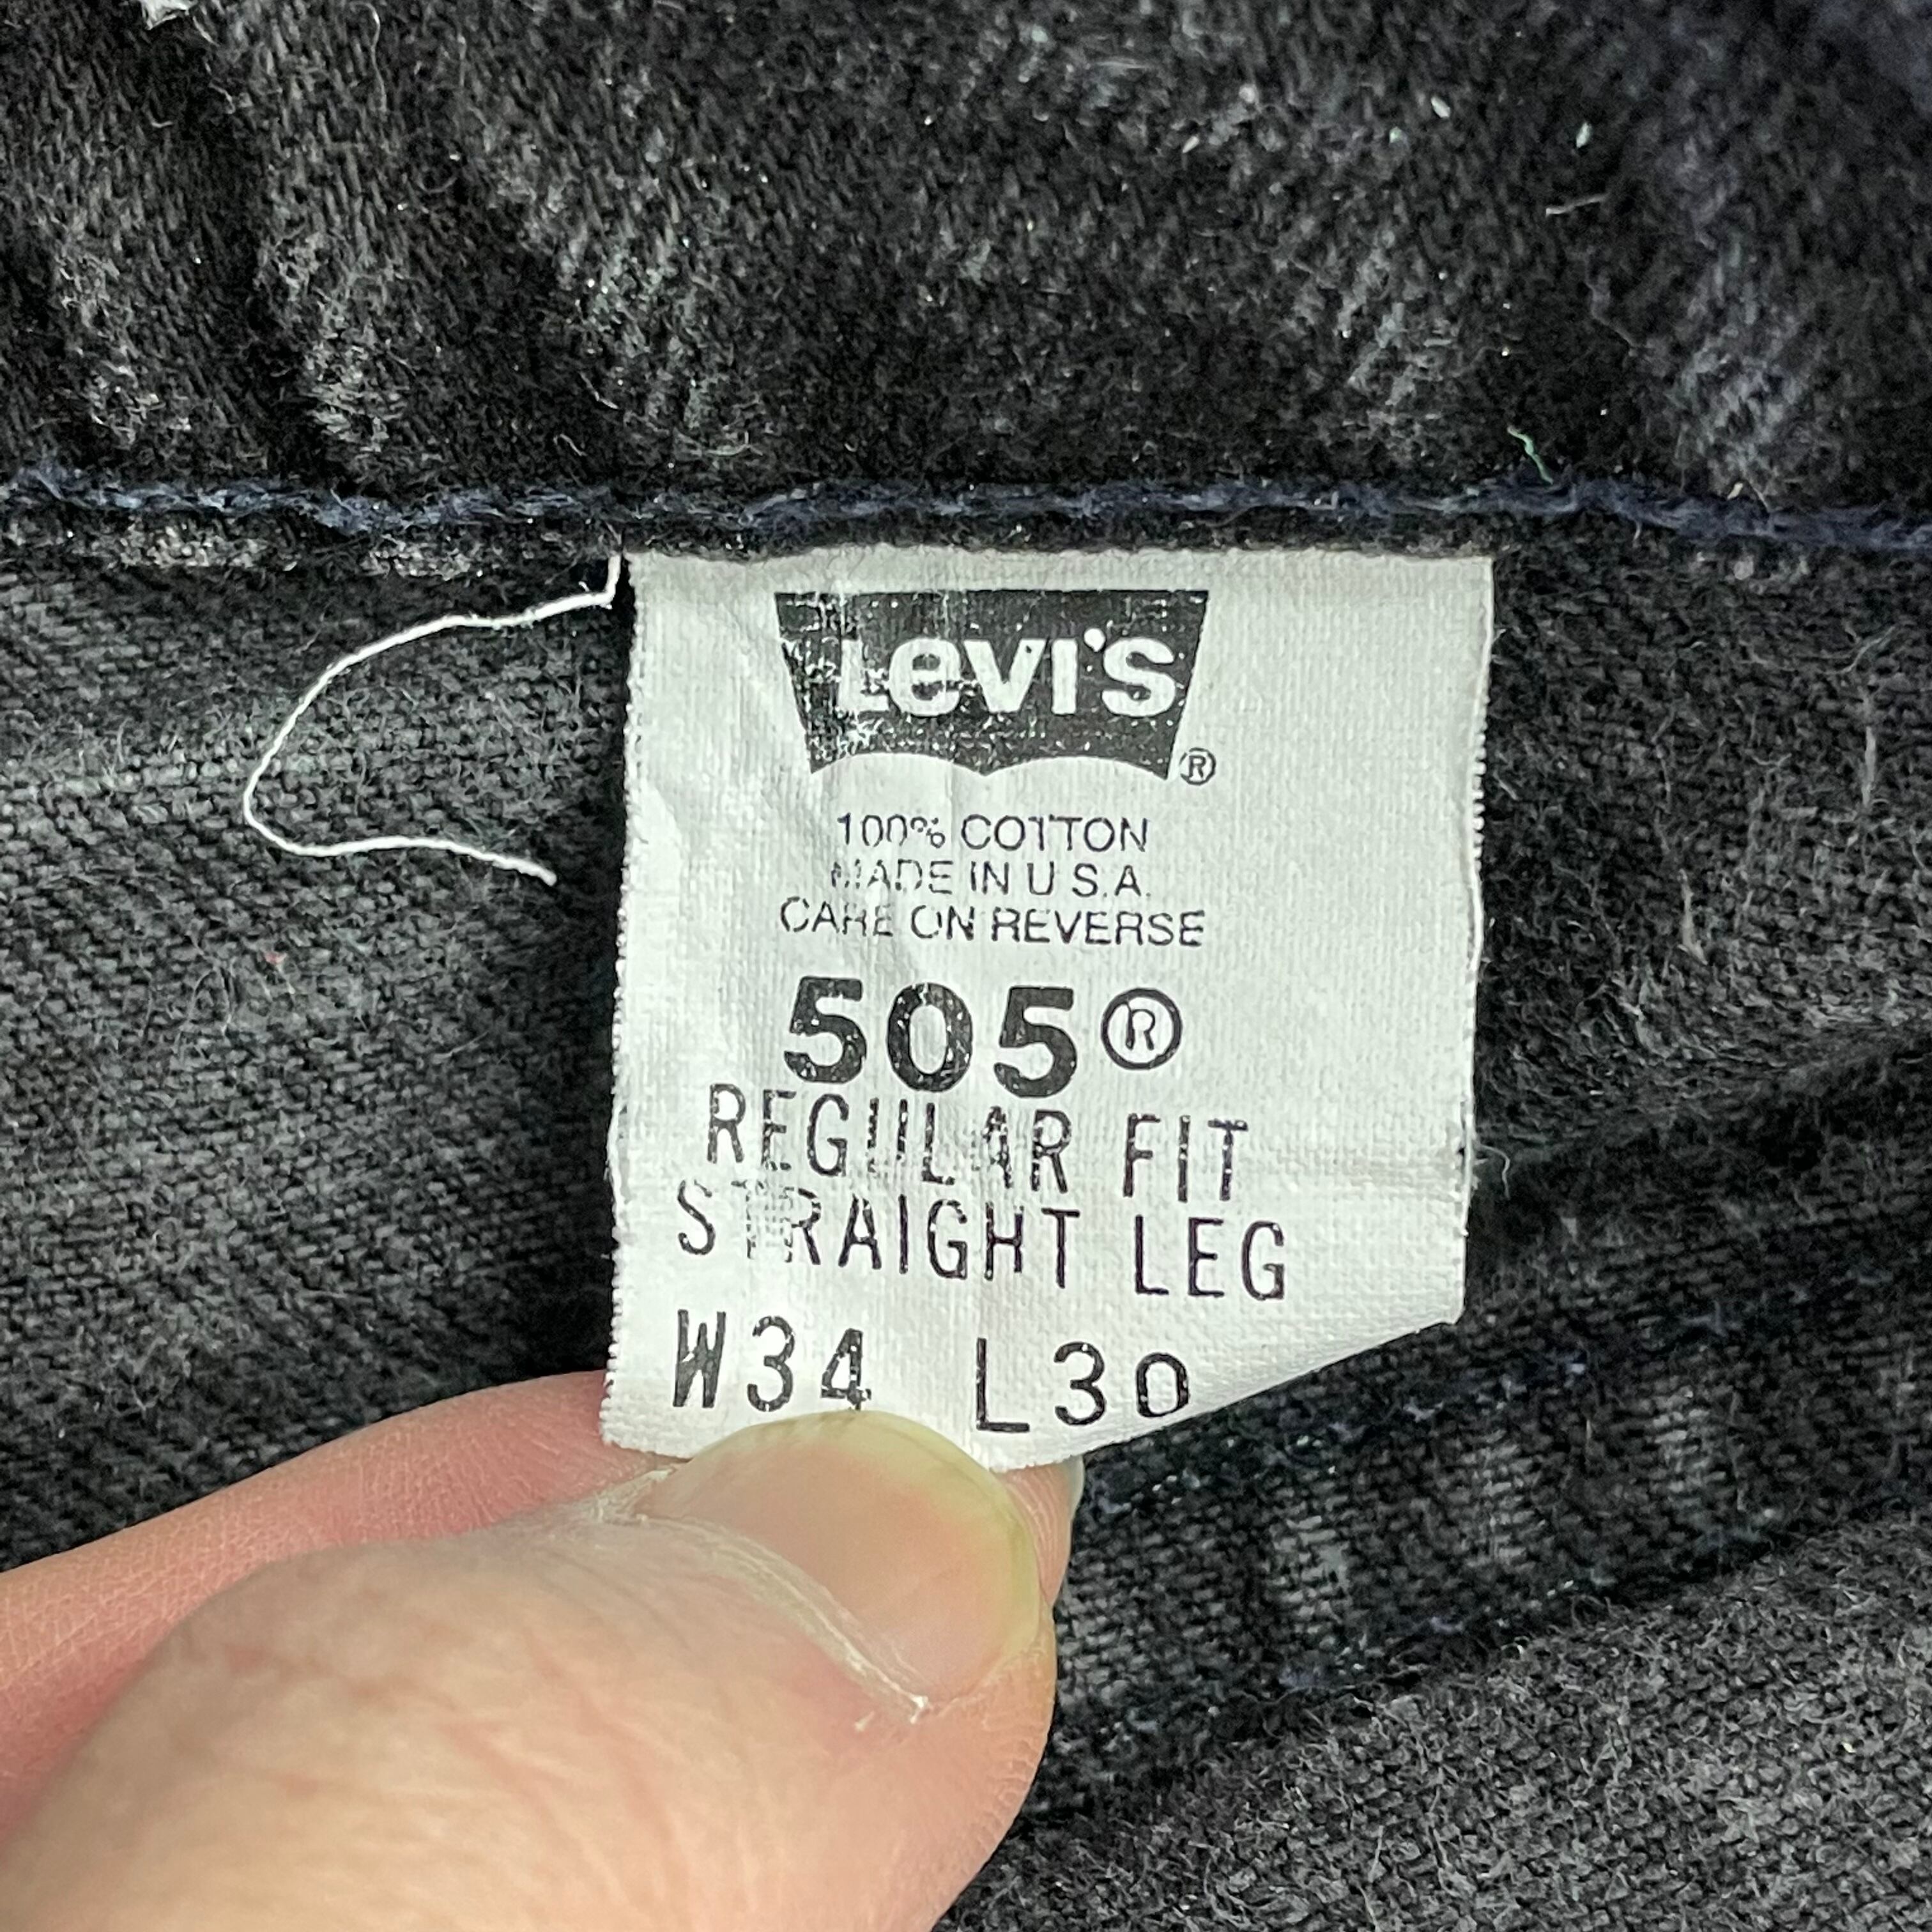 Levi's
®
100% COTTON
MADE IN U.S.A.
CARE ON REVERSE
505®
REGULAR FIT
STRAIGHT LEG
W34 L30